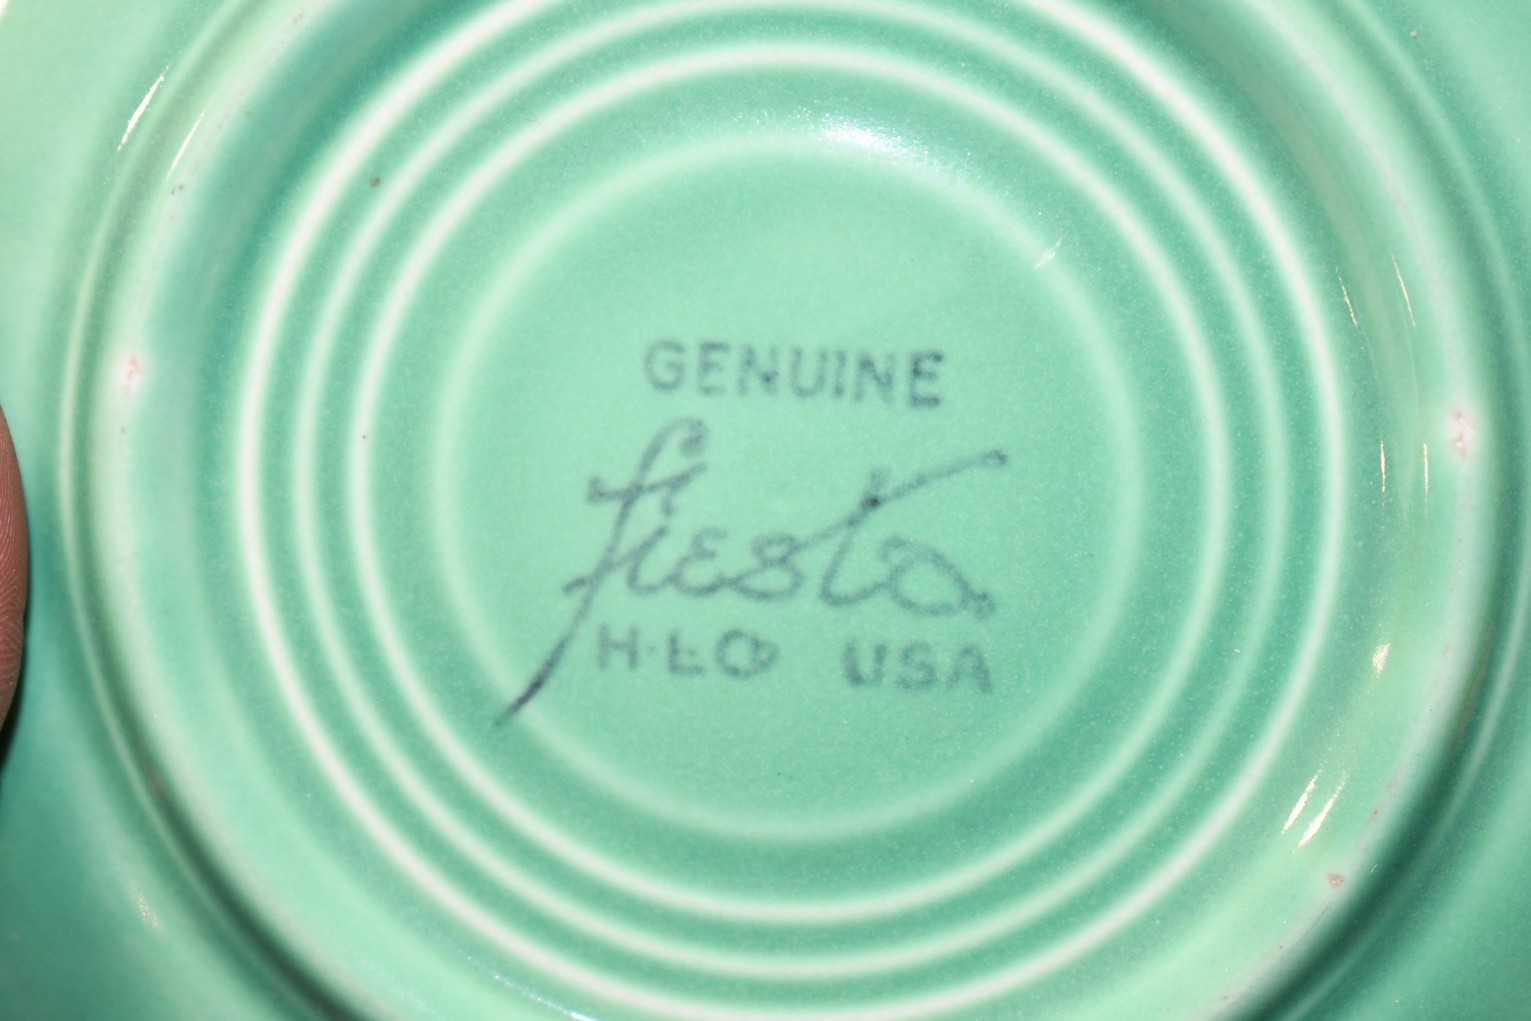 GENUINE
fiesta
H·L Co USA